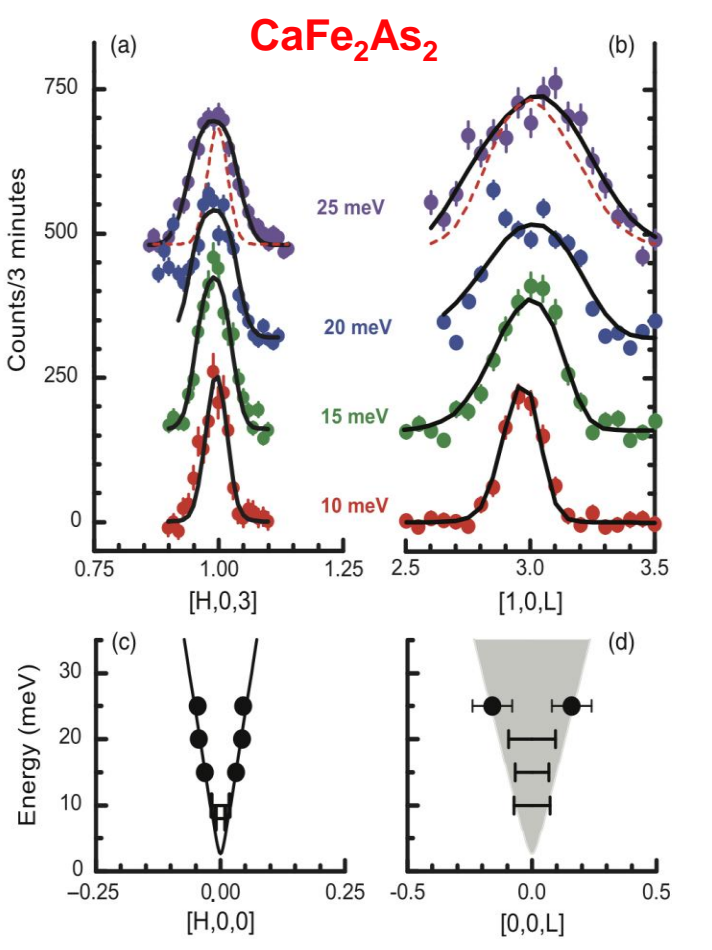 CaFe₂As₂
(a)
(b)
Counts/3 minutes
750
500
250
0
25 meV
20 meV
15 meV
10 meV
0.75 1.00 1.25
2.5 3.0 3.5
[H,0,3]
[1,0,L]
(c)
(d)
Energy (meV)
30
20
10
0
−0.25 0.00 0.25
-0.5 0.0 0.5
[H,0,0]
[0,0,L]